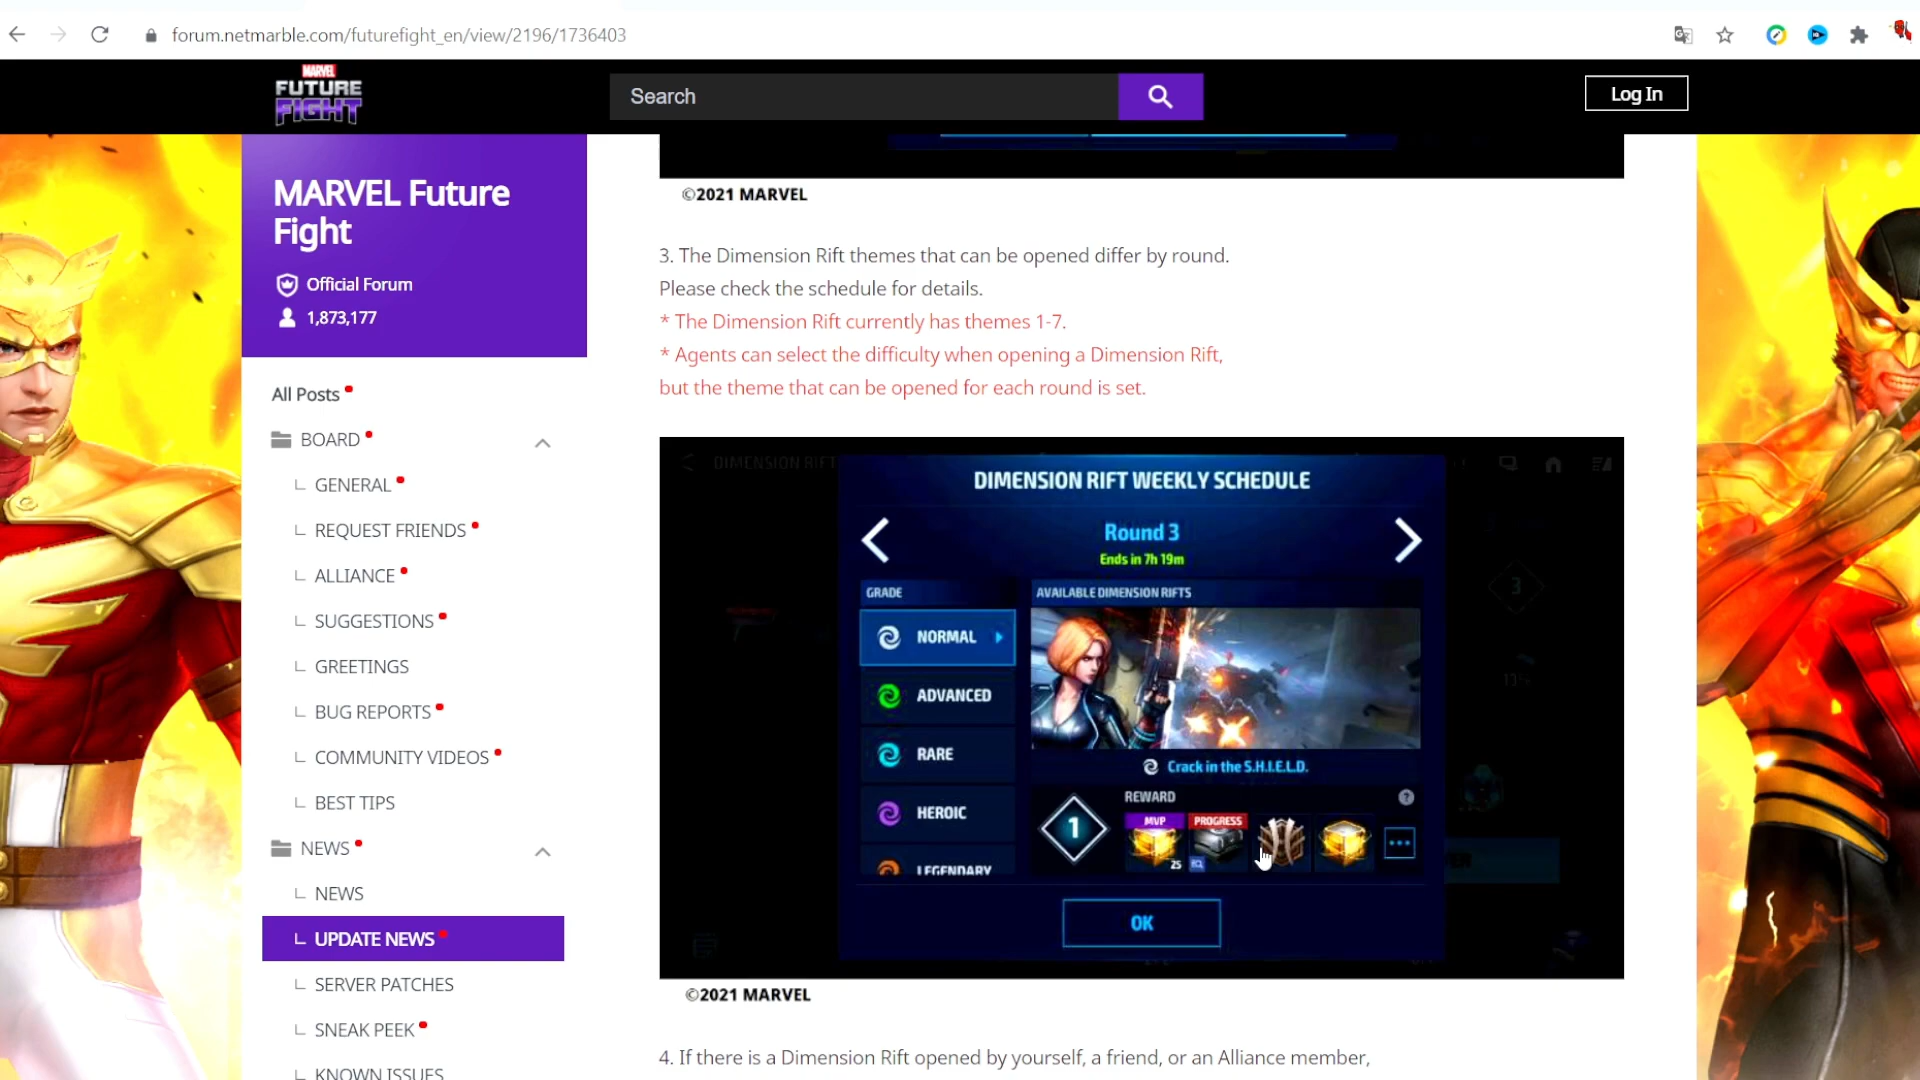 forum.netmarble.com/futurefight_en/view/2196/1736403
MARVEL
FUTURE
FIGHT
Search
Log In
MARVEL Future
Fight
Official Forum
1,873,177
All Posts
BOARD
GENERAL
REQUEST FRIENDS
ALLIANCE
SUGGESTIONS
GREETINGS
BUG REPORTS
COMMUNITY VIDEOS
BEST TIPS
NEWS
NEWS
UPDATE NEWS
SERVER PATCHES
SNEAK PEEK
KNOWN ISSUES
©2021 MARVEL
3. The Dimension Rift themes that can be opened differ by round.
Please check the schedule for details.
* The Dimension Rift currently has themes 1-7.
* Agents can select the difficulty when opening a Dimension Rift,
but the theme that can be opened for each round is set.
DIMENSION RIFT
DIMENSION RIFT WEEKLY SCHEDULE
Round 3
Ends in 7h 19m
GRADE
NORMAL
ADVANCED
RARE
HEROIC
LEGENDARY
AVAILABLE DIMENSION RIFTS
Crack in the S.H.I.E.L.D.
REWARD
1
MVP
25
PROGRESS
OK
3
©2021 MARVEL
4. If there is a Dimension Rift opened by yourself, a friend, or an Alliance member,